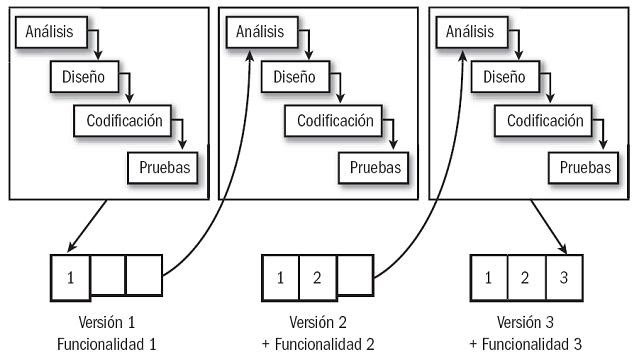 Análisis
Diseño
Codificación
Pruebas
Análisis
Diseño
Codificación
Pruebas
Análisis
Diseño
Codificación
Pruebas
1
Versión 1
Funcionalidad 1
1 2
Versión 2
+ Funcionalidad 2
1 2 3
Versión 3
+ Funcionalidad 3